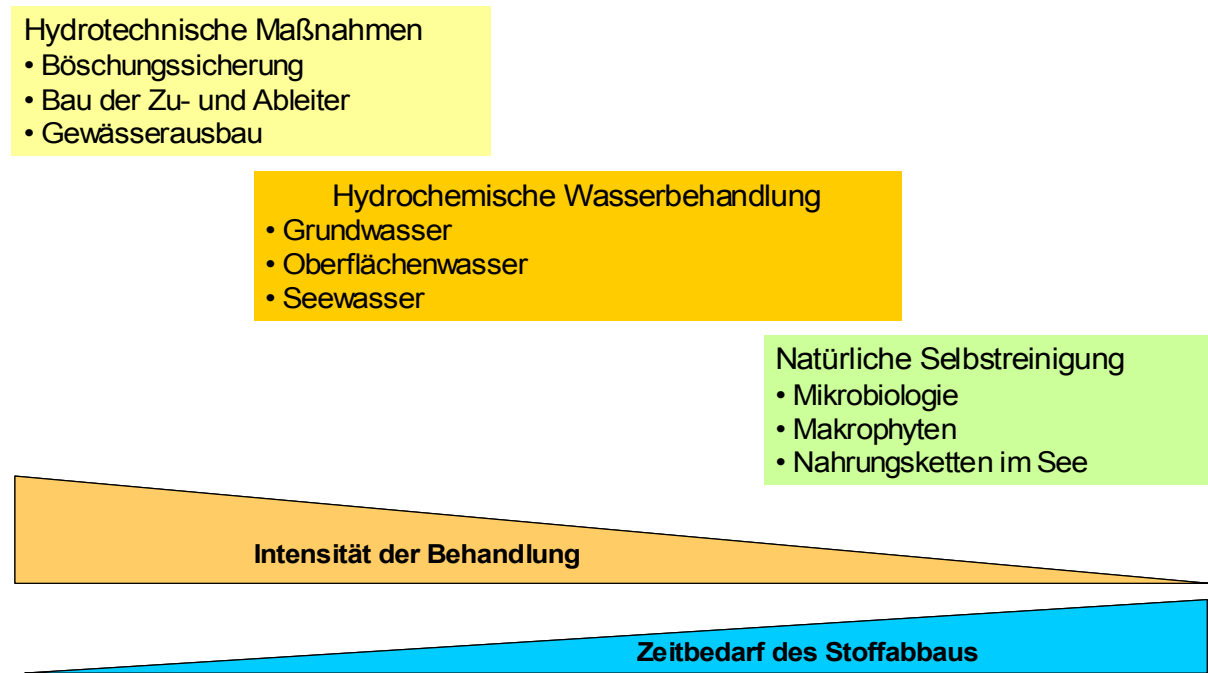 Hydrotechnische Maßnahmen
• Böschungssicherung
• Bau der Zu- und Ableiter
• Gewässerausbau
Hydrochemische Wasserbehandlung
• Grundwasser
• Oberflächenwasser
• Seewasser
Natürliche Selbstreinigung
• Mikrobiologie
• Makrophyten
• Nahrungsketten im See
Intensität der Behandlung
Zeitbedarf des Stoffabbaus